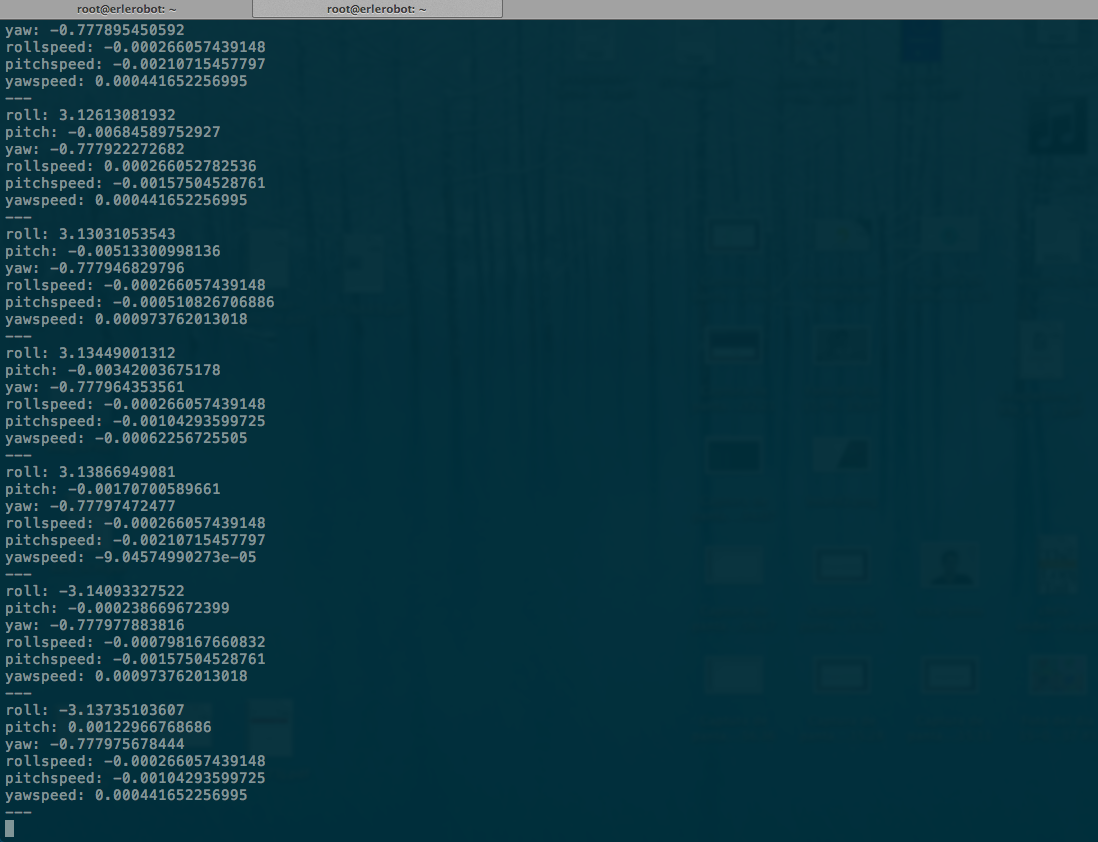 root@erlerobot: ~
root@erlerobot: ~
yaw: -0.777895450592
rollspeed: -0.000266057439148
pitchspeed: -0.00210715457797
yawspeed: 0.000441652256995
---
roll: 3.12613081932
pitch: -0.00684589752927
yaw: -0.777922272682
rollspeed: 0.000266052782536
pitchspeed: -0.00157504528761
yawspeed: 0.000441652256995
---
roll: 3.13031053543
pitch: -0.00513300998136
yaw: -0.777946829796
rollspeed: -0.000266057439148
pitchspeed: -0.000510826706886
yawspeed: 0.000973762013018
---
roll: 3.13449001312
pitch: -0.00342003675178
yaw: -0.777964353561
rollspeed: -0.000266057439148
pitchspeed: -0.00104293599725
yawspeed: -0.00062256725505
---
roll: 3.13866949081
pitch: -0.00170700589661
yaw: -0.77797472477
rollspeed: -0.000266057439148
pitchspeed: -0.00210715457797
yawspeed: -9.04574990273e-05
---
roll: -3.14093327522
pitch: -0.000238669672399
yaw: -0.777977883816
rollspeed: -0.000798167660832
pitchspeed: -0.00157504528761
yawspeed: 0.000973762013018
---
roll: -3.13735103607
pitch: 0.00122966768686
yaw: -0.777975678444
rollspeed: -0.000266057439148
pitchspeed: -0.00104293599725
yawspeed: 0.000441652256995
---